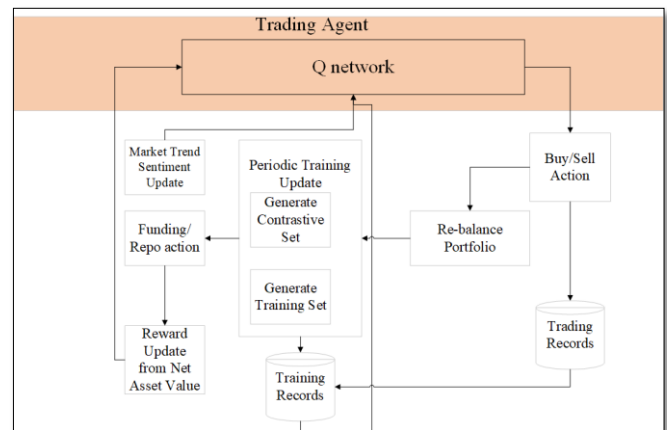 Trading Agent
Q network
Market Trend
Sentiment
Update
Periodic Training
Update
Generate
Contrastive
Set
Generate
Training Set
Buy/Sell
Action
Funding/
Repo action
Re-balance
Portfolio
Reward
Update
from Net
Asset Value
Training
Records
Trading
Records